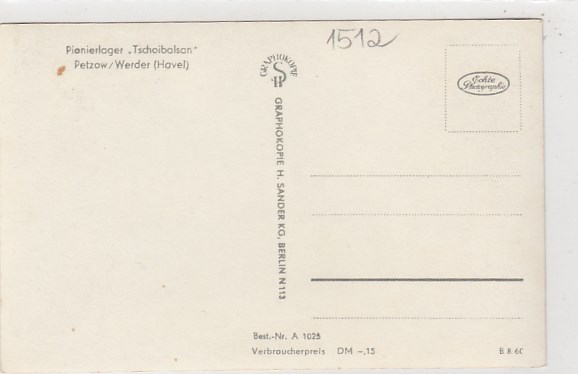 1512
Pionierlager „Tschoibalsan"
Petzow/Werder (Havel)
GRAPHOKOPIE
SH
Echte
Photographie
GRAPHOKOPIE H. SANDER KG, BERLIN N 113
Best.-Nr. A 1025
Verbraucherpreis DM -,15
B 8.60